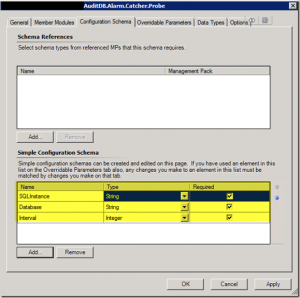 AuditDB.Alarm.Catcher.Probe
General Member Modules Configuration Schema Overridable Parameters Data Types Options
Schema References
Select schema types from referenced MPs that this schema requires.
Name Management Pack
Add... Remove
Simple Configuration Schema
Simple configuration schemas can be created and edited on this page. If you have used an element in this
list on the Overridable Parameters tab also, any changes you make to an element in this list must be
matched by changes you make on that tab.
Name Type Required
SQLInstance String
Database String
Interval Integer
Add... Remove
OK Cancel Apply